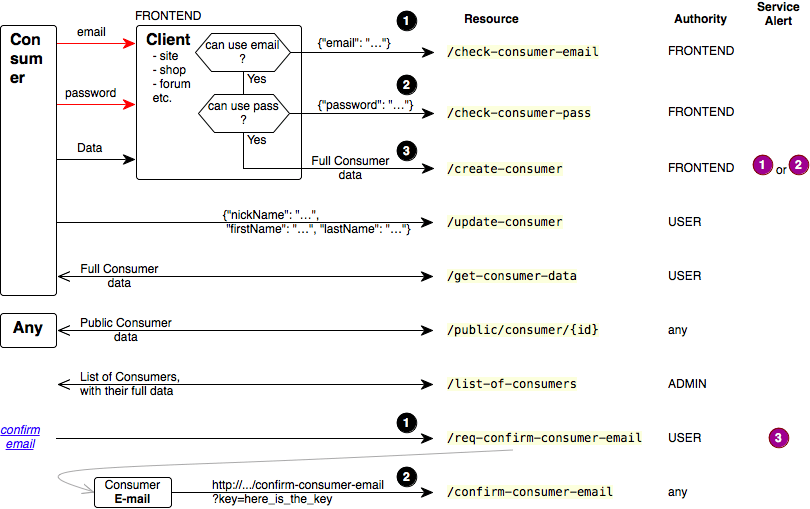 FRONTEND
1
Resource
Authority
Service
Alert
Con
sum
er
email
Client
- site
- shop
- forum
etc.
can use email
?
{"email": "..."}
/check-consumer-email
FRONTEND
Yes
2
password
can use pass
?
{"password": "..."}
/check-consumer-pass
FRONTEND
Yes
3
Data
Full Consumer
data
/create-consumer
FRONTEND
1 or 2
{"nickName": "...",
"firstName": "...", "lastName": "..."}
/update-consumer
USER
Full Consumer
data
/get-consumer-data
USER
Any
Public Consumer
data
/public/consumer/{id}
any
List of Consumers,
with their full data
/list-of-consumers
ADMIN
confirm
email
1
/req-confirm-consumer-email
USER
3
Consumer
E-mail
http://.../confirm-consumer-email
?key=here_is_the_key
2
/confirm-consumer-email
any